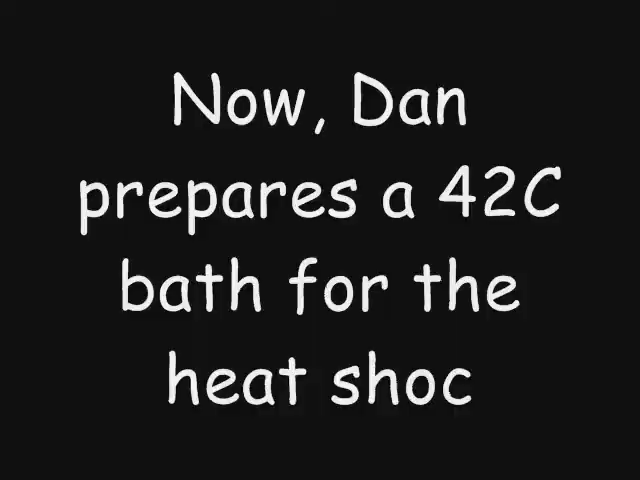 Now, Dan
prepares a 42C
bath for the
heat shoc